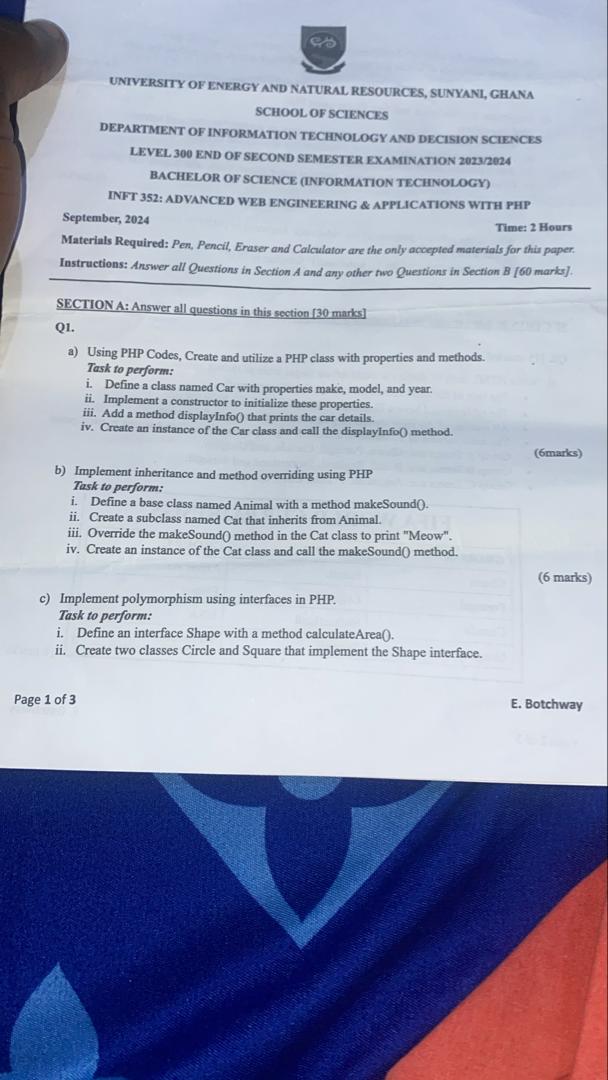 UNIVERSITY OF ENERGY AND NATURAL RESOURCES, SUNYANI, GHANA
SCHOOL OF SCIENCES
DEPARTMENT OF INFORMATION TECHNOLOGY AND DECISION SCIENCES
LEVEL 300 END OF SECOND SEMESTER EXAMINATION 2023/2024
BACHELOR OF SCIENCE (INFORMATION TECHNOLOGY)
INFT 352: ADVANCED WEB ENGINEERING & APPLICATIONS WITH PHP
September, 2024
Time: 2 Hours
Materials Required: Pen, Pencil, Eraser and Calculator are the only accepted materials for this paper.
Instructions: Answer all Questions in Section A and any other two Questions in Section B [60 marks].
SECTION A: Answer all questions in this section [30 marks]
Q1.
a) Using PHP Codes, Create and utilize a PHP class with properties and methods.
Task to perform:
i. Define a class named Car with properties make, model, and year.
ii. Implement a constructor to initialize these properties.
iii. Add a method displayInfo() that prints the car details.
iv. Create an instance of the Car class and call the displayInfo() method.
(6marks)
b) Implement inheritance and method overriding using PHP
Task to perform:
i. Define a base class named Animal with a method makeSound().
ii. Create a subclass named Cat that inherits from Animal.
iii. Override the makeSound() method in the Cat class to print "Meow".
iv. Create an instance of the Cat class and call the makeSound() method.
(6 marks)
c) Implement polymorphism using interfaces in PHP.
Task to perform:
i. Define an interface Shape with a method calculateArea().
ii. Create two classes Circle and Square that implement the Shape interface.
Page 1 of 3
E. Botchway